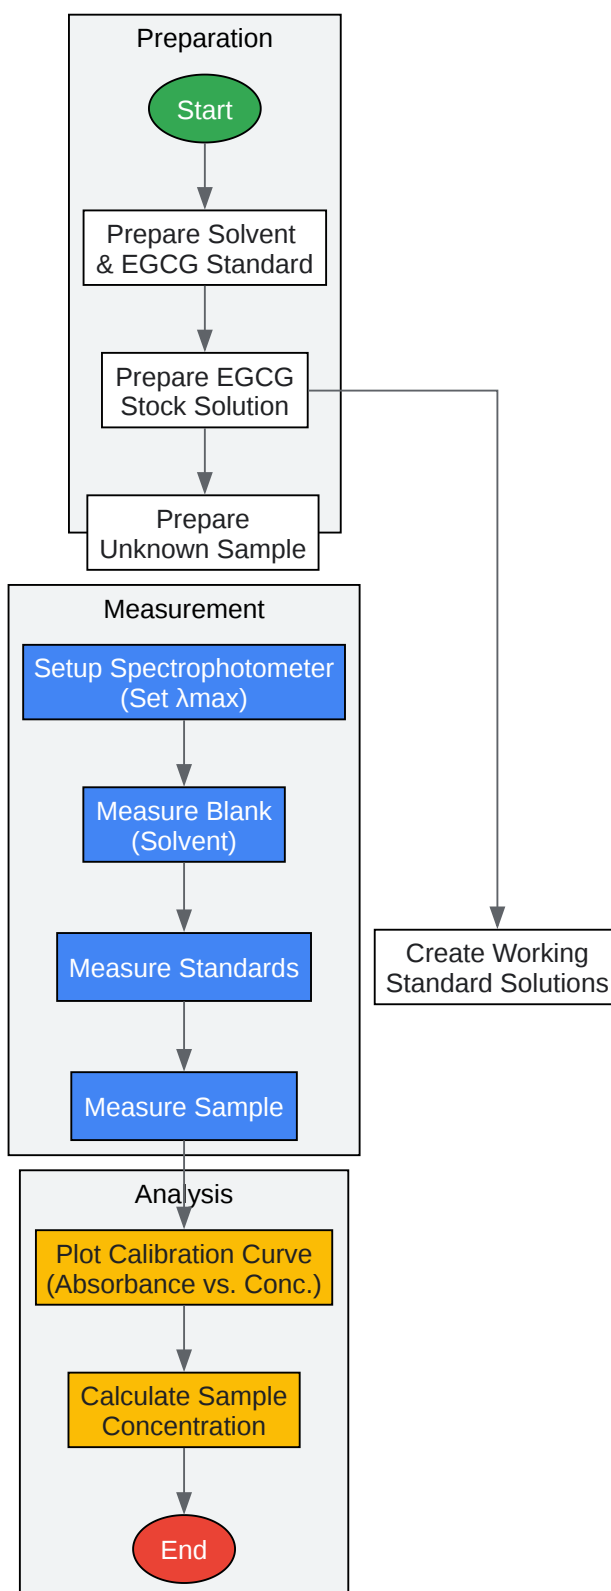 Preparation
Start
Prepare Solvent
& EGCG Standard
Prepare EGCG
Stock Solution
Prepare
Unknown Sample
Measurement
Setup Spectrophotometer
(Set λmax)
Measure Blank
(Solvent)
Measure Standards
Create Working
Standard Solutions
Measure Sample
Analysis
Plot Calibration Curve
(Absorbance vs. Conc.)
Calculate Sample
Concentration
End